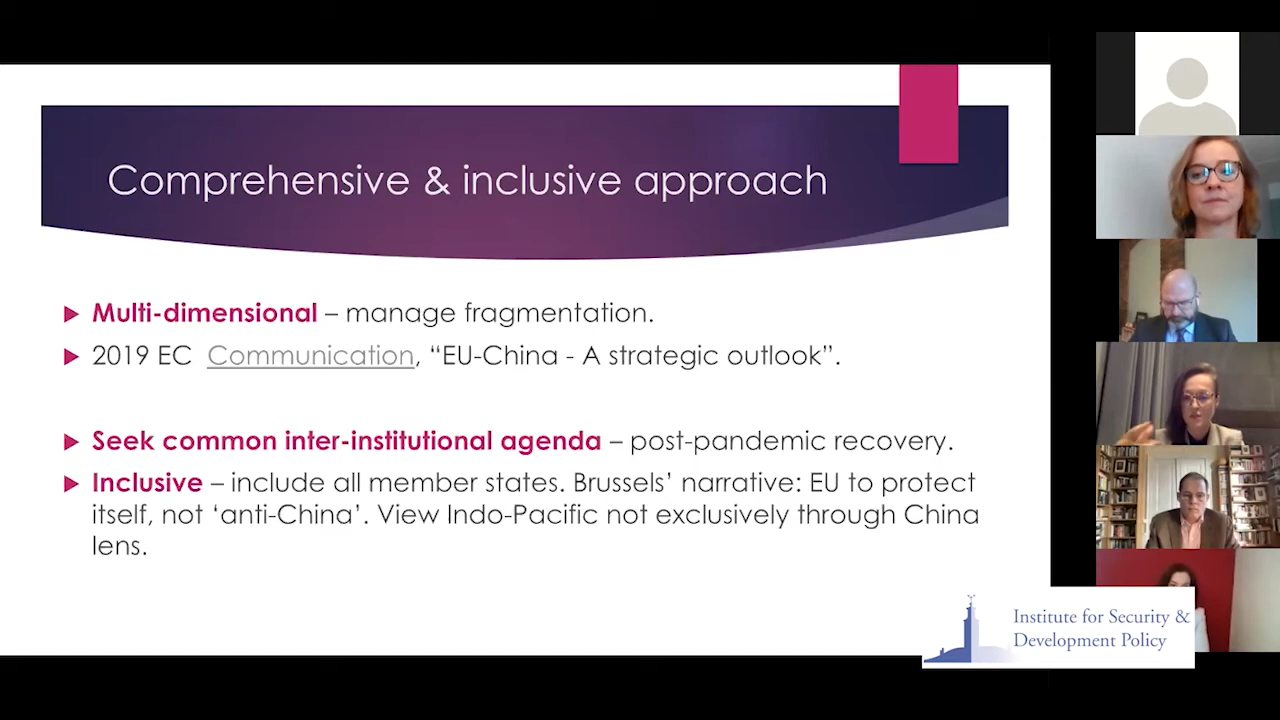 Comprehensive & inclusive approach
Multi-dimensional – manage fragmentation.
2019 EC Communication, “EU-China - A strategic outlook”.
Seek common inter-institutional agenda – post-pandemic recovery.
Inclusive – include all member states. Brussels’ narrative: EU to protect
itself, not ‘anti-China’. View Indo-Pacific not exclusively through China
lens.
Institute for Security &
Development Policy